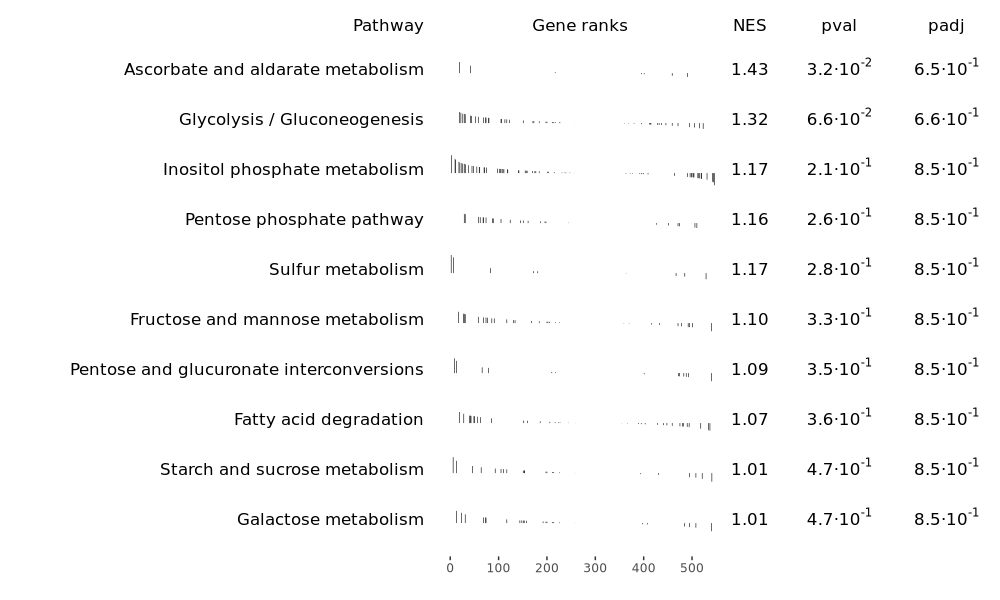 Pathway Gene ranks NES pval padj
Ascorbate and aldarate metabolism 1.43 3.2·10⁻² 6.5·10⁻¹
Glycolysis / Gluconeogenesis 1.32 6.6·10⁻² 6.6·10⁻¹
Inositol phosphate metabolism 1.17 2.1·10⁻¹ 8.5·10⁻¹
Pentose phosphate pathway 1.16 2.6·10⁻¹ 8.5·10⁻¹
Sulfur metabolism 1.17 2.8·10⁻¹ 8.5·10⁻¹
Fructose and mannose metabolism 1.10 3.3·10⁻¹ 8.5·10⁻¹
Pentose and glucuronate interconversions 1.09 3.5·10⁻¹ 8.5·10⁻¹
Fatty acid degradation 1.07 3.6·10⁻¹ 8.5·10⁻¹
Starch and sucrose metabolism 1.01 4.7·10⁻¹ 8.5·10⁻¹
Galactose metabolism 1.01 4.7·10⁻¹ 8.5·10⁻¹
0 100 200 300 400 500